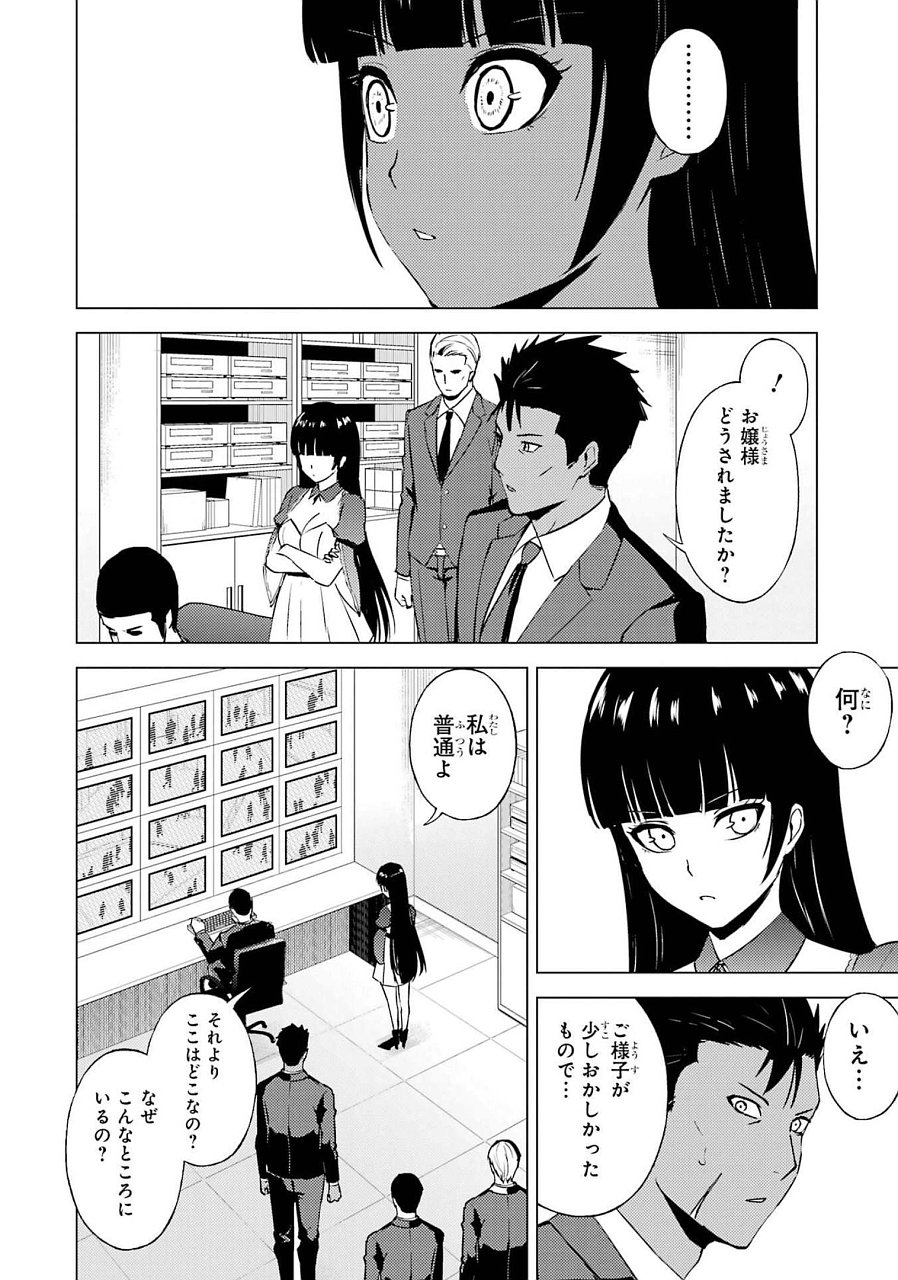 ………
！
お嬢様
どうされましたか？
何？
いえ…
ご様子が
少しおかしかった
もので…
私は
普通よ
それより
ここはどこなの？
なぜ
こんなところに
いるの？